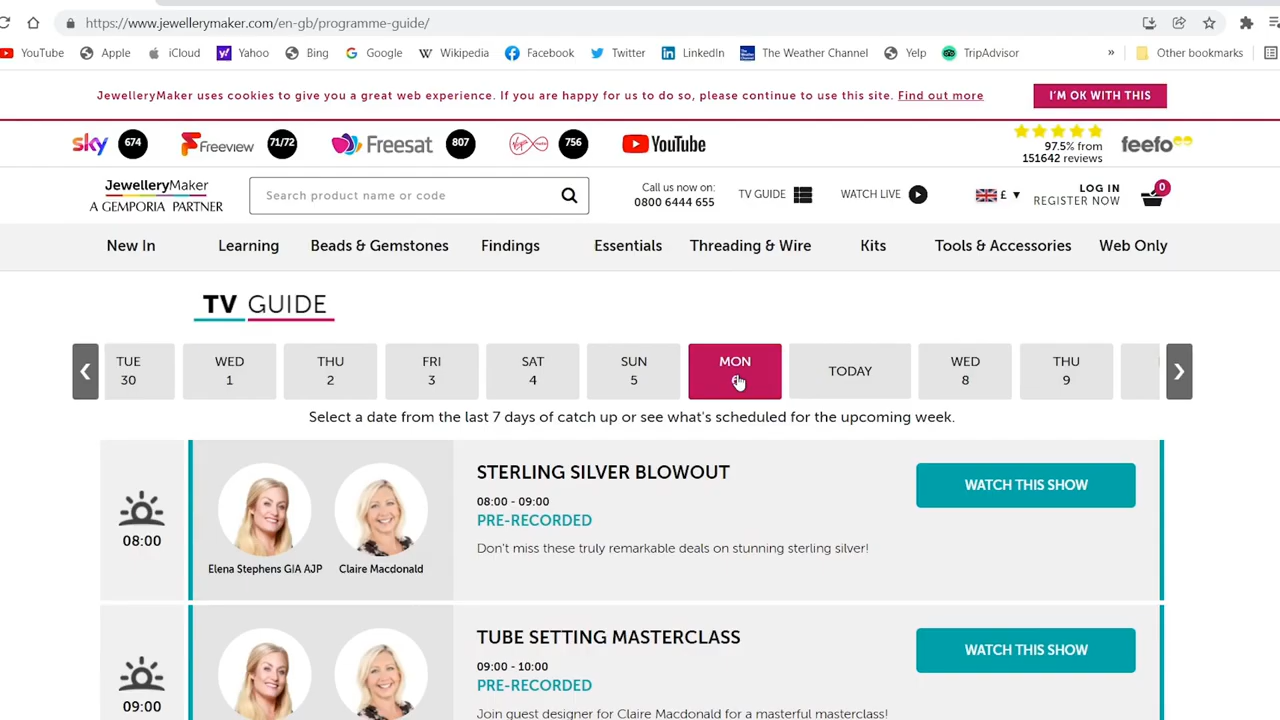 https://www.jewellerymaker.com/en-gb/programme-guide/
YouTube Apple iCloud Yahoo Bing Google Wikipedia Facebook Twitter LinkedIn The Weather Channel Yelp TripAdvisor » Other bookmarks
JewelleryMaker uses cookies to give you a great web experience. If you are happy for us to do so, please continue to use this site. Find out more
I'M OK WITH THIS
sky 674 Freeview 71/72 Freesat 807 756 YouTube
97.5% from
151642 reviews
feefo
JewelleryMaker
A GEMPORIA PARTNER
Search product name or code
Call us now on:
0800 6444 655
TV GUIDE
WATCH LIVE
£ ▼
LOG IN
REGISTER NOW
0
New In Learning Beads & Gemstones Findings Essentials Threading & Wire Kits Tools & Accessories Web Only
TV GUIDE
TUE WED THU FRI SAT SUN MON TODAY WED THU
30 1 2 3 4 5 8 9
Select a date from the last 7 days of catch up or see what's scheduled for the upcoming week.
08:00
Elena Stephens GIA AJP Claire Macdonald
STERLING SILVER BLOWOUT
08:00 - 09:00
PRE-RECORDED
Don't miss these truly remarkable deals on stunning sterling silver!
WATCH THIS SHOW
09:00
TUBE SETTING MASTERCLASS
09:00 - 10:00
PRE-RECORDED
Join guest designer for Claire Macdonald for a masterful masterclass!
WATCH THIS SHOW